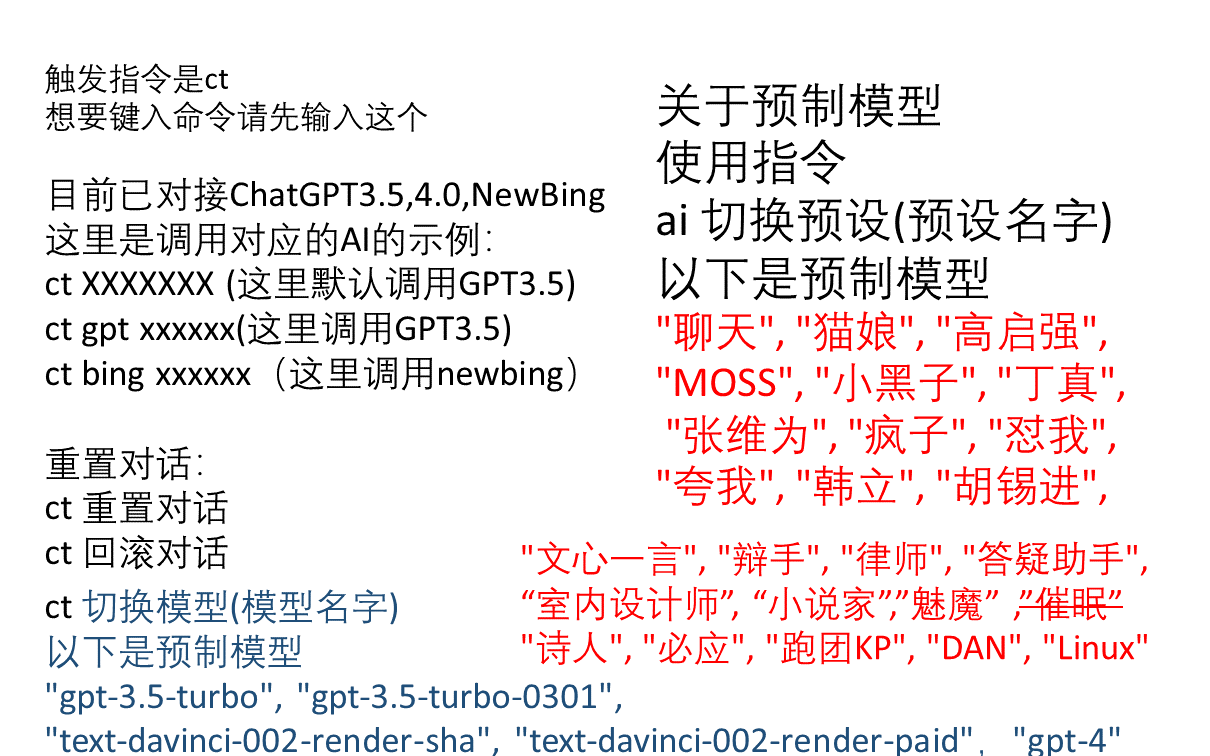 触发指令是ct
想要键入命令请先输入这个
目前已对接ChatGPT3.5,4.0,NewBing
这里是调用对应的AI的示例：
ct XXXXXXX (这里默认调用GPT3.5)
ct gpt xxxxxx(这里调用GPT3.5)
ct bing xxxxxx（这里调用newbing）
重置对话：
ct 重置对话
ct 回滚对话
ct 切换模型(模型名字)
以下是预制模型
"gpt-3.5-turbo", "gpt-3.5-turbo-0301",
"text-davinci-002-render-sha", "text-davinci-002-render-paid", "gpt-4"
关于预制模型
使用指令
ai 切换预设(预设名字)
以下是预制模型
"聊天", "猫娘", "高启强",
"MOSS", "小黑子", "丁真",
"张维为", "疯子", "怼我",
"夸我", "韩立", "胡锡进",
"文心一言", "辩手", "律师", "答疑助手",
“室内设计师”, “小说家”,”魅魔” ,”催眠”
"诗人", "必应", "跑团KP", "DAN", "Linux"